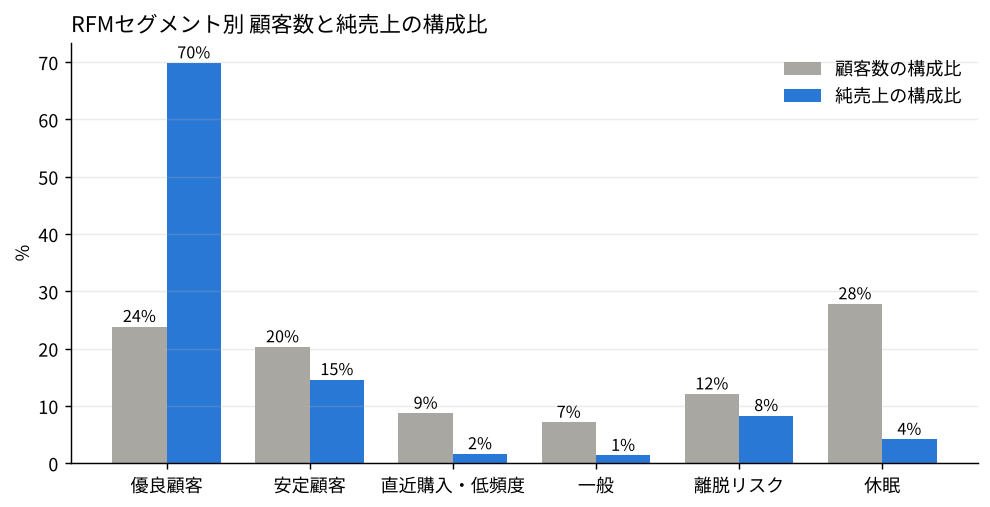 RFMセグメント別 顧客数と純売上の構成比
顧客数の構成比
純売上の構成比
%
70
60
50
40
30
20
10
0
24%
70%
20%
15%
9%
2%
7%
1%
12%
8%
28%
4%
優良顧客
安定顧客
直近購入・低頻度
一般
離脱リスク
休眠